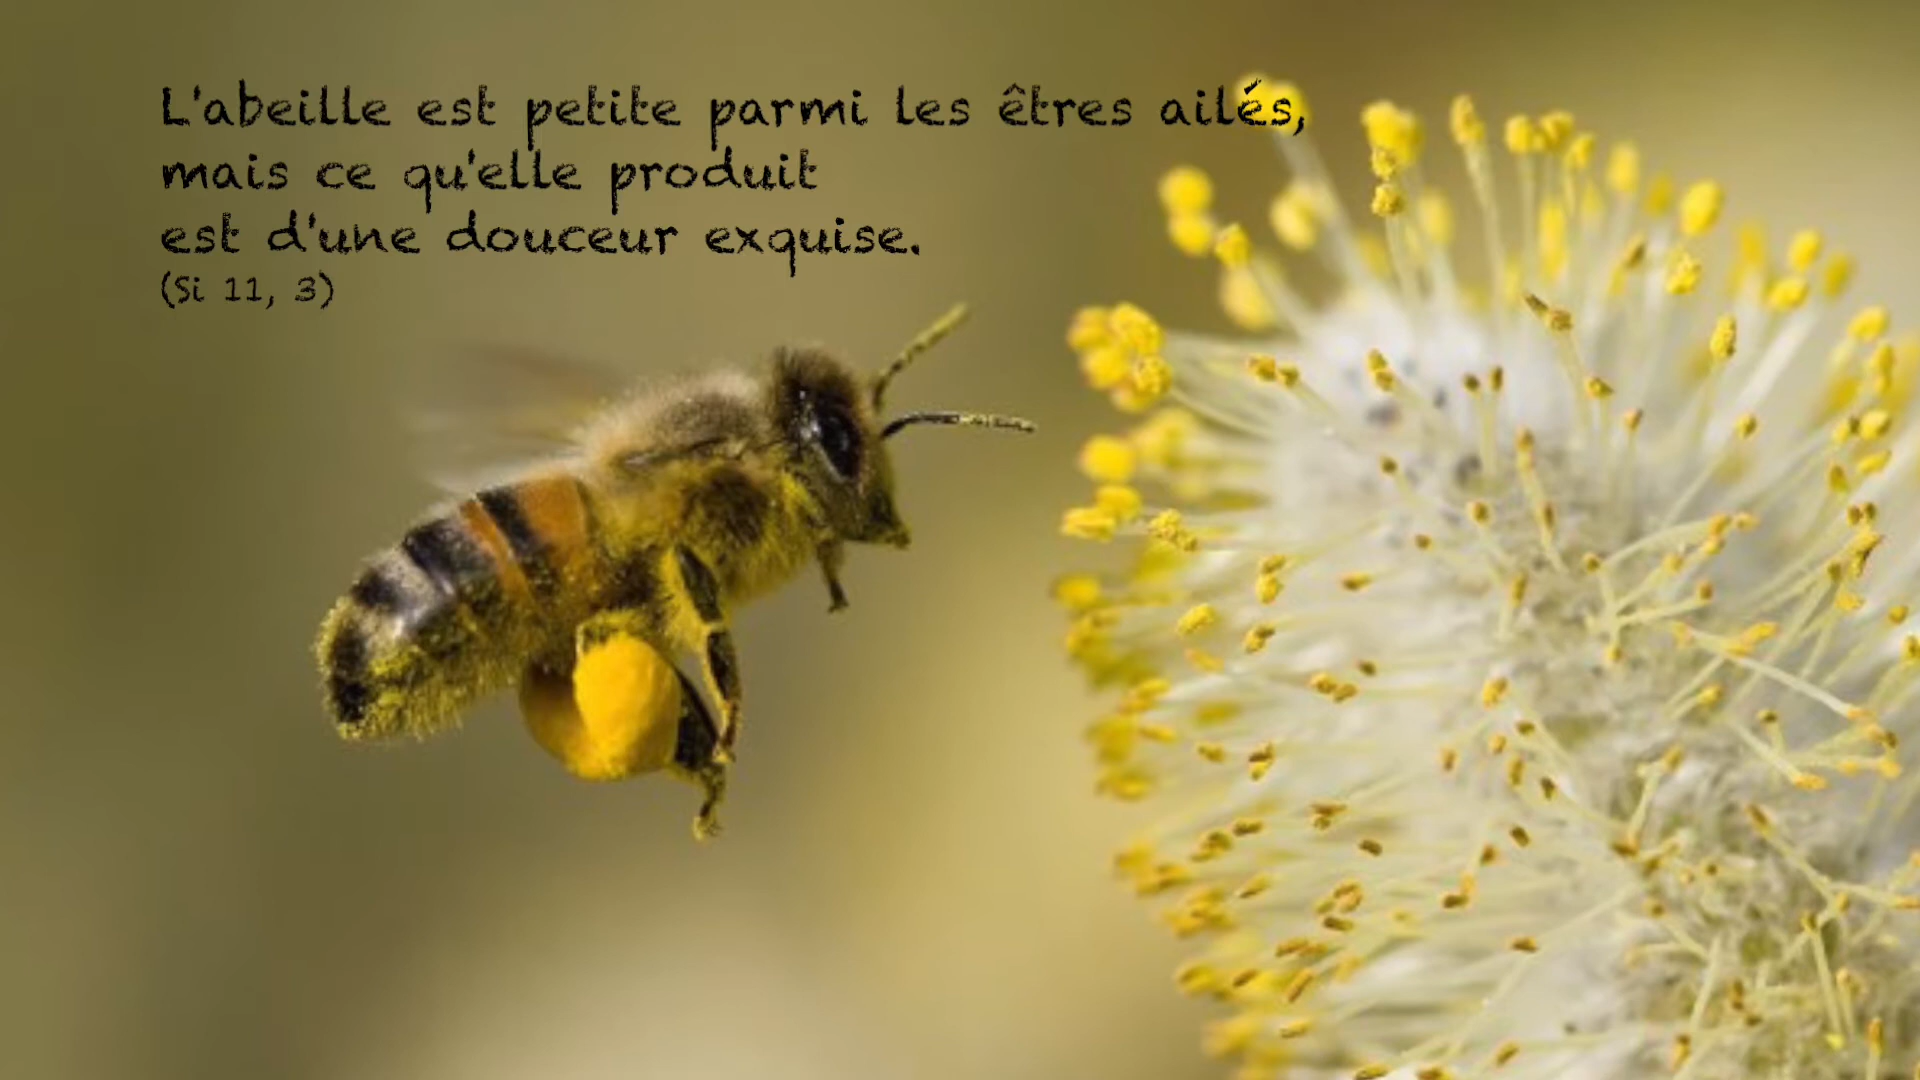 L'abeille est petite parmi les êtres ailés,
mais ce qu'elle produit
est d'une douceur exquise.
(Si 11, 3)